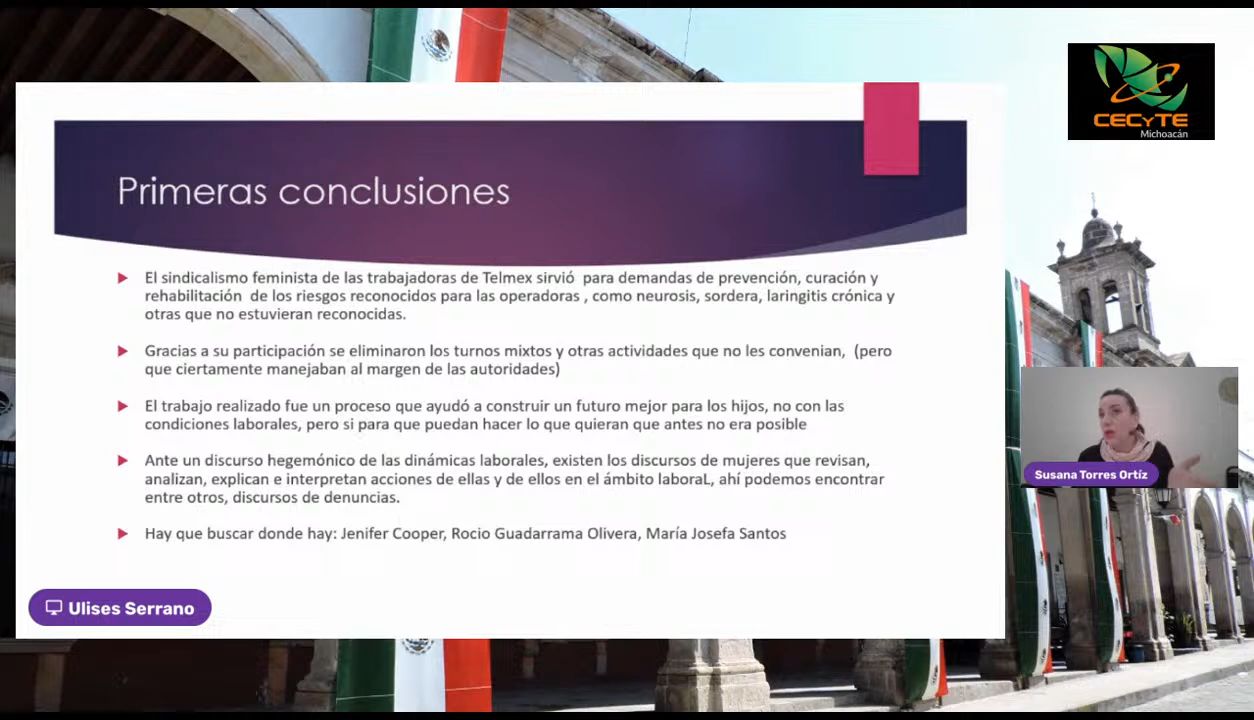 CECyTE
Michoacán
Primeras conclusiones
El sindicalismo feminista de las trabajadoras de Telmex sirvió para demandas de prevención, curación y
rehabilitación de los riesgos reconocidos para las operadoras , como neurosis, sordera, laringitis crónica y
otras que no estuvieran reconocidas.
Gracias a su participación se eliminaron los turnos mixtos y otras actividades que no les convenian, (pero
que ciertamente manejaban al margen de las autoridades)
El trabajo realizado fue un proceso que ayudó a construir un futuro mejor para los hijos, no con las
condiciones laborales, pero si para que puedan hacer lo que quieran que antes no era posible
Ante un discurso hegemónico de las dinámicas laborales, existen los discursos de mujeres que revisan,
analizan, explican e interpretan acciones de ellas y de ellos en el ámbito laboraL, ahí podemos encontrar
entre otros, discursos de denuncias.
Hay que buscar donde hay: Jenifer Cooper, Rocio Guadarrama Olivera, María Josefa Santos
Susana Torres Ortíz
Ulises Serrano